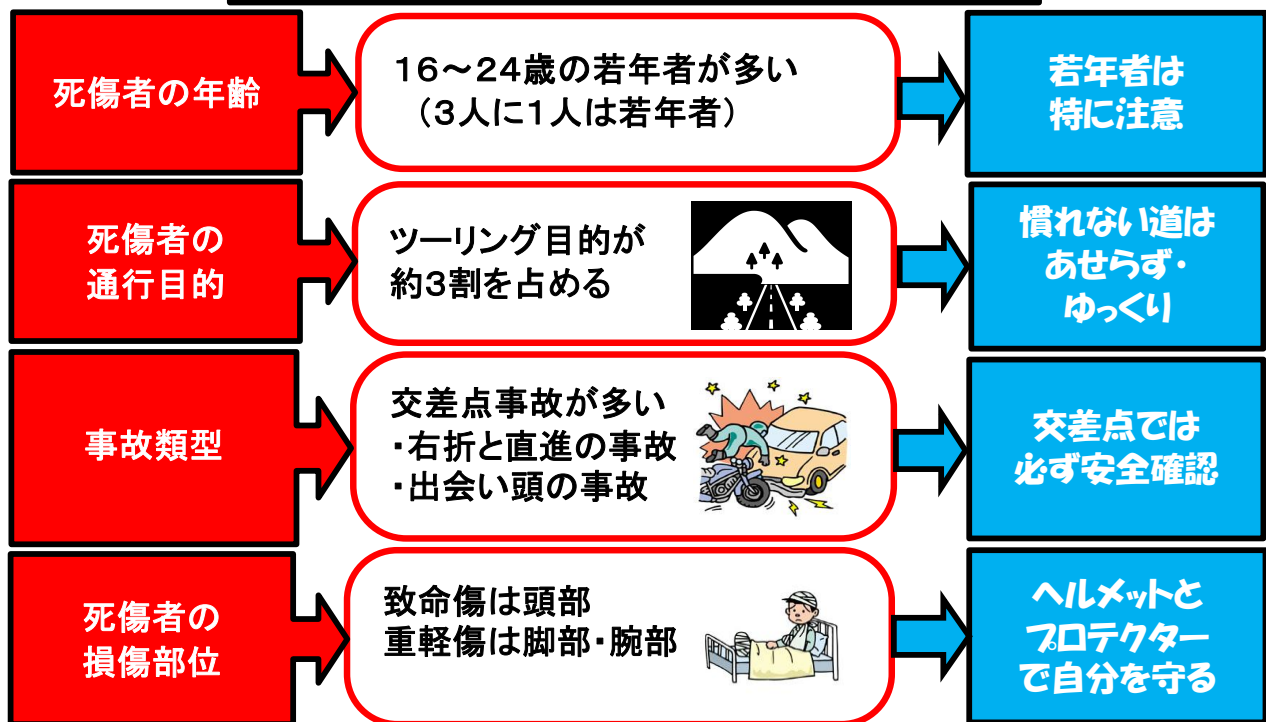 死傷者の年齢
16～24歳の若年者が多い
（3人に1人は若年者）
若年者は
特に注意
死傷者の
通行目的
ツーリング目的が
約3割を占める
慣れない道は
あせらず・
ゆっくり
事故類型
交差点事故が多い
・右折と直進の事故
・出会い頭の事故
交差点では
必ず安全確認
死傷者の
損傷部位
致命傷は頭部
重軽傷は脚部・腕部
ヘルメットと
プロテクター
で自分を守る